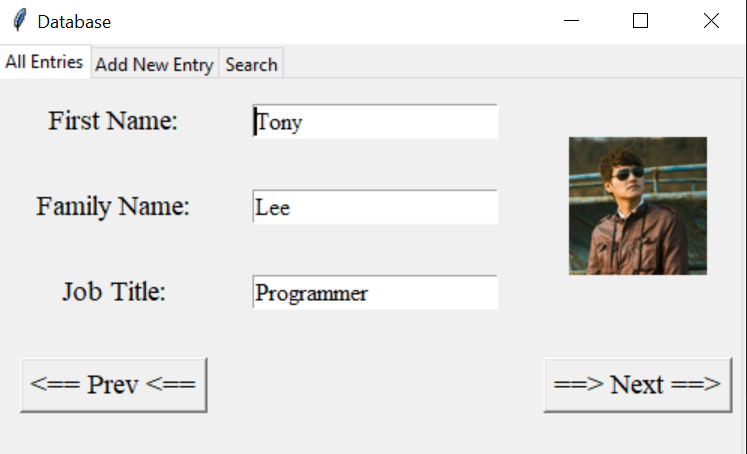 Database
All Entries Add New Entry Search
First Name: Tony
Family Name: Lee
Job Title: Programmer
<== Prev <== ==> Next ==>